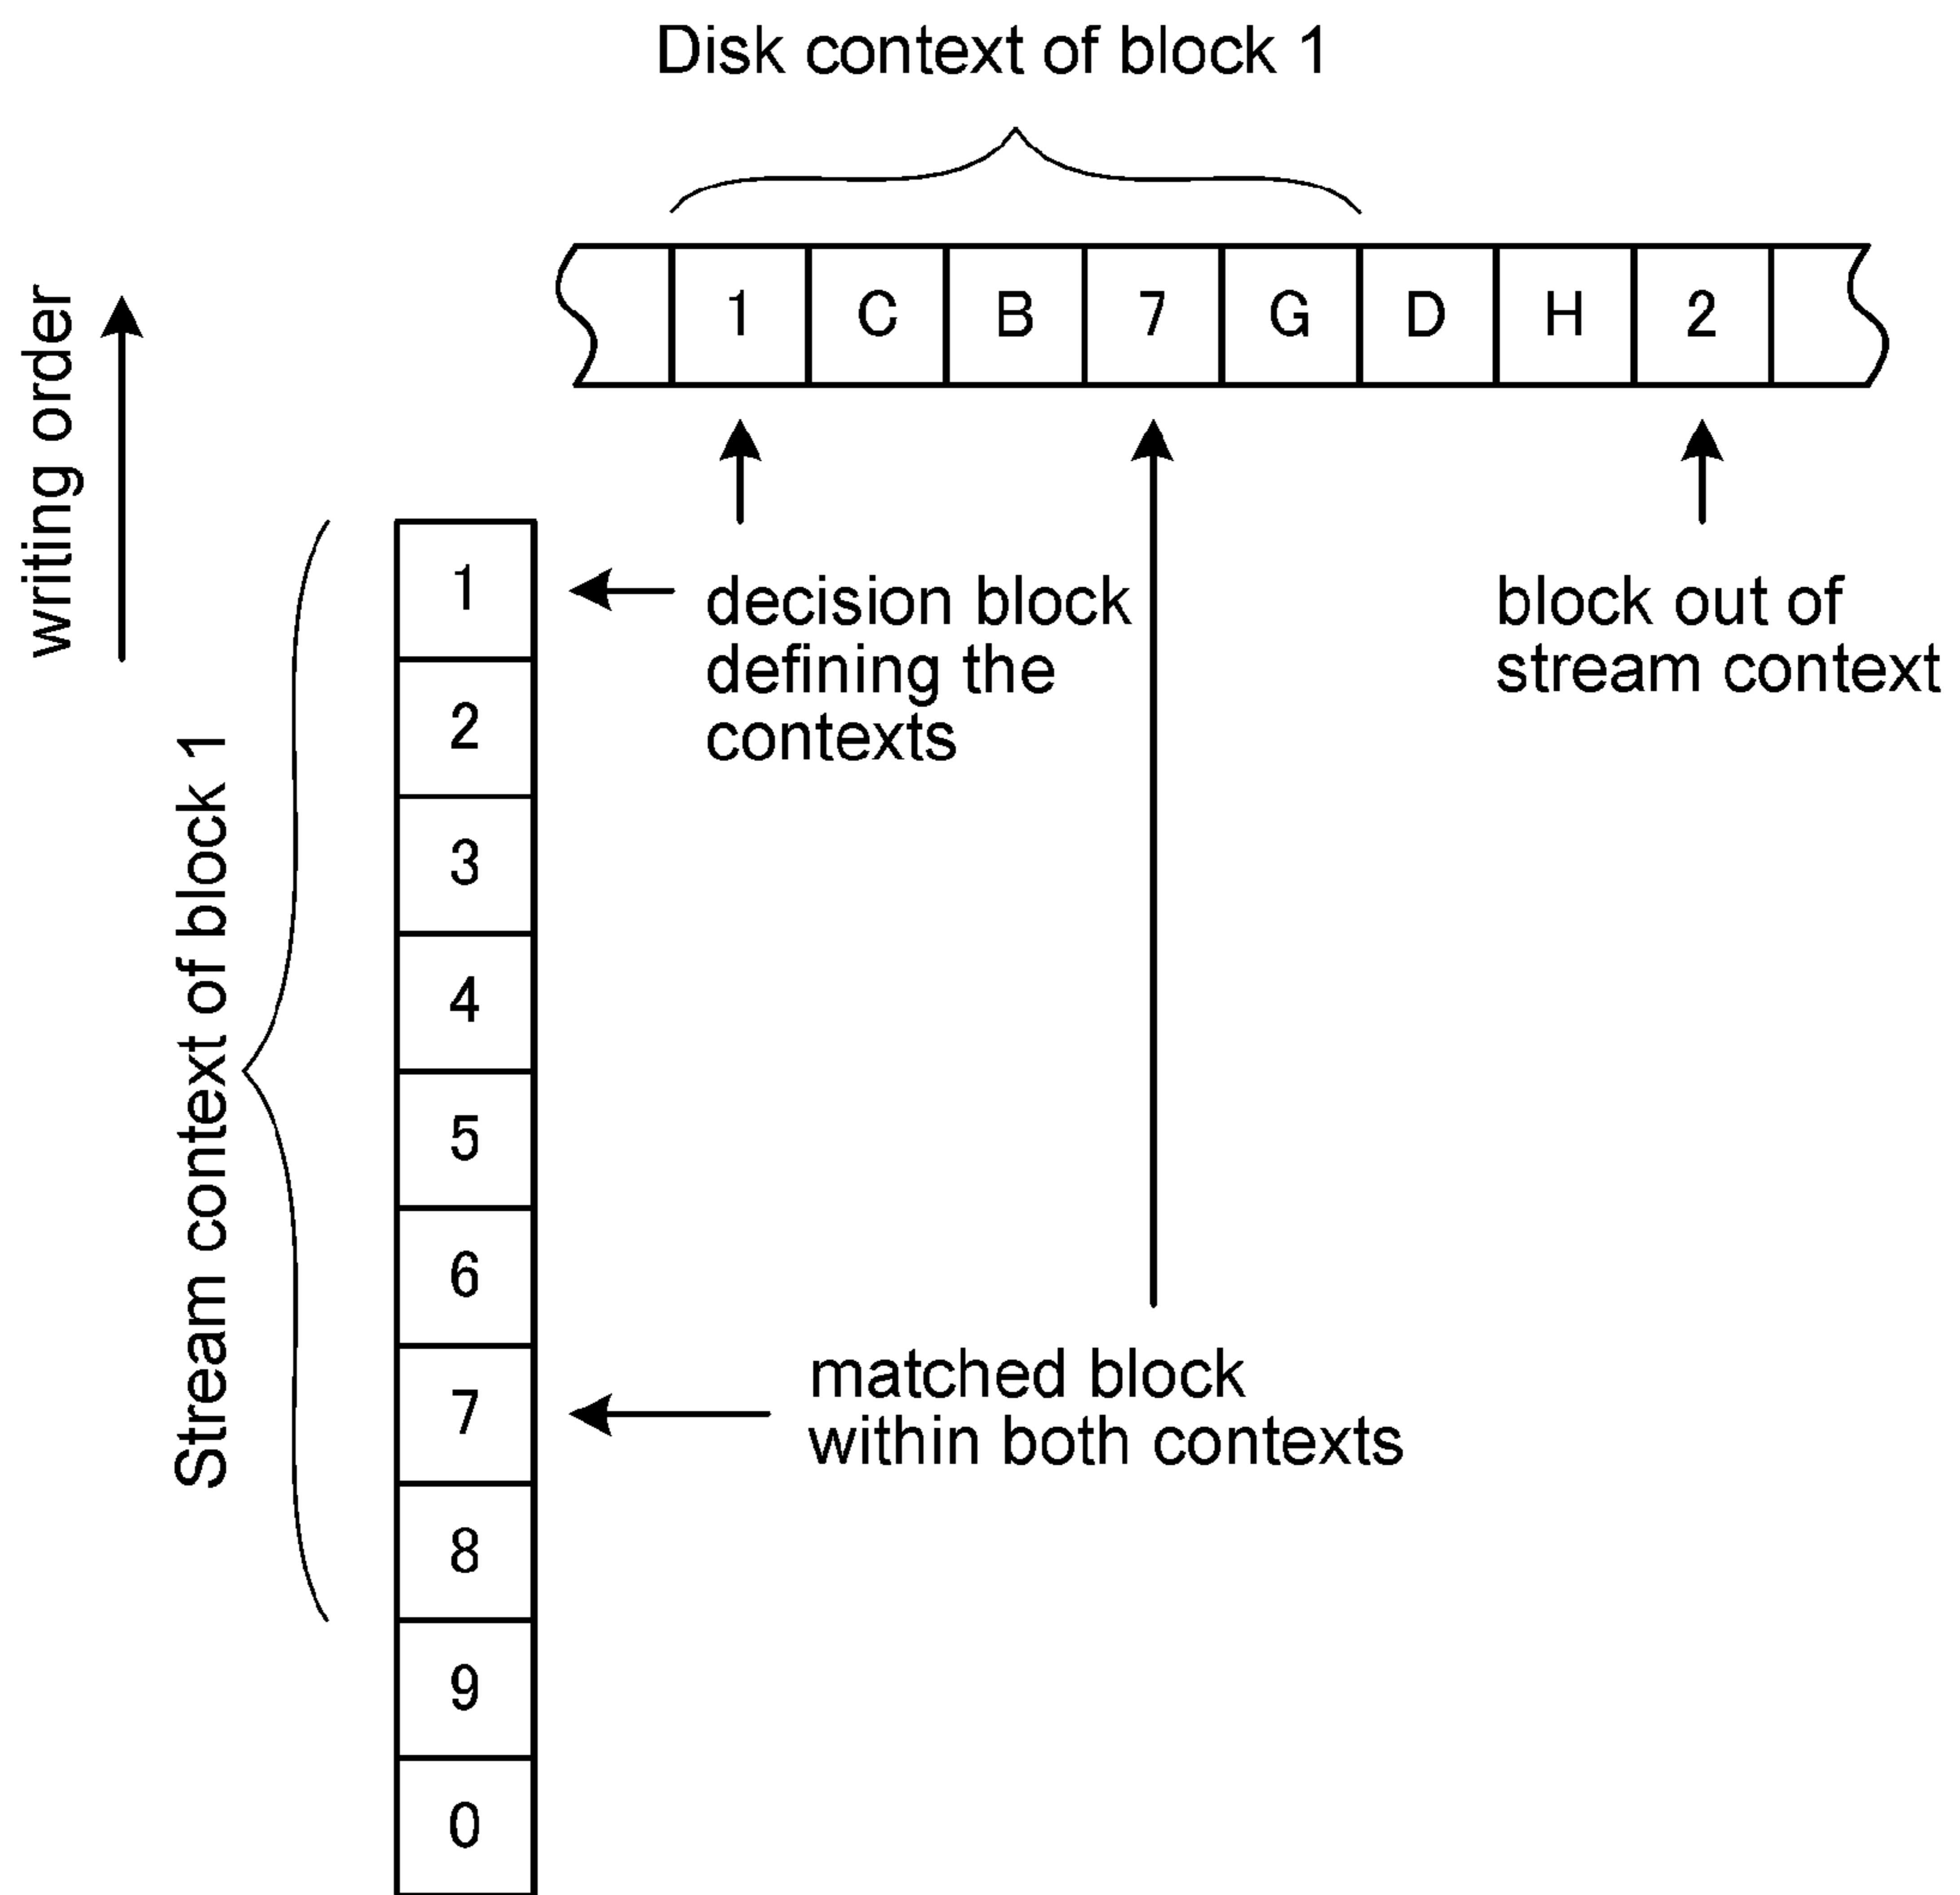 Disk context of block 1
1 C B 7 G D H 2
writing order
Stream context of block 1
1
2
3
4
5
6
7
8
9
0
decision block
defining the
contexts
block out of
stream context
matched block
within both contexts